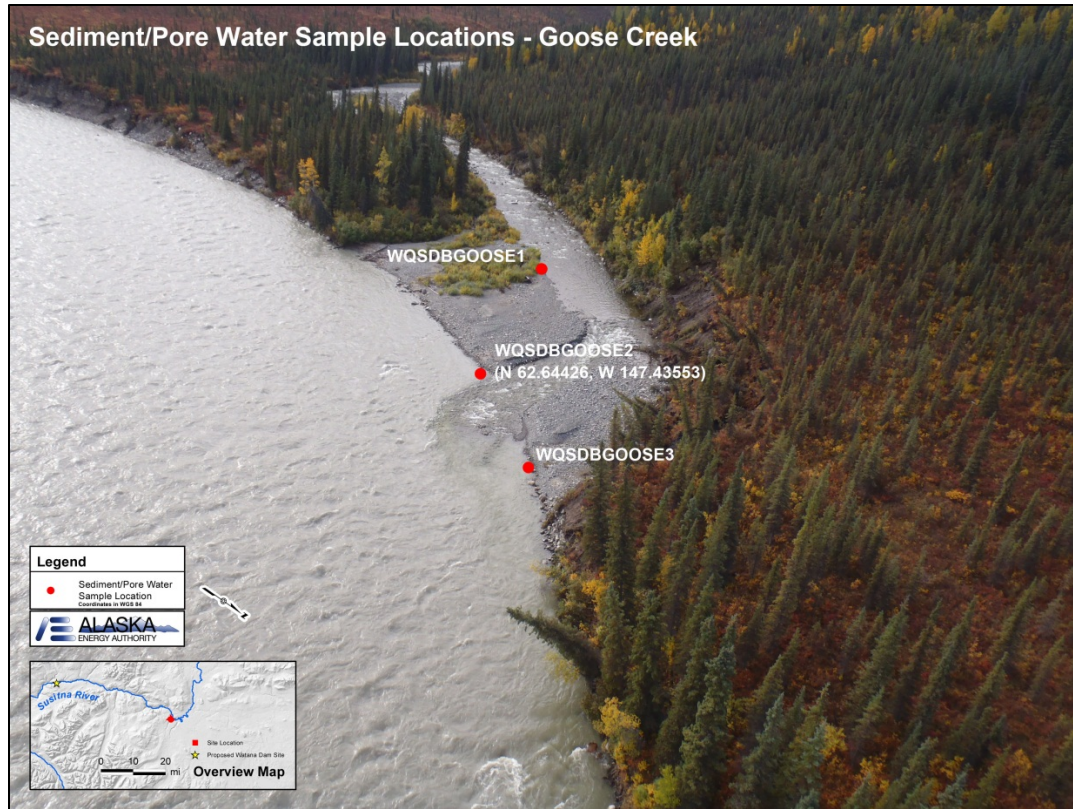 Sediment/Pore Water Sample Locations - Goose Creek
WQSDBGOOSE1
WQSDBGOOSE2
(N 62.64426, W 147.43553)
WQSDBGOOSE3
Legend
Sediment/Pore Water
Sample Location
Coordinates in WGS 84
N
ALASKA
ENERGY AUTHORITY
Susitna River
Site Location
Proposed Watana Dam Site
0 10 20
mi
Overview Map